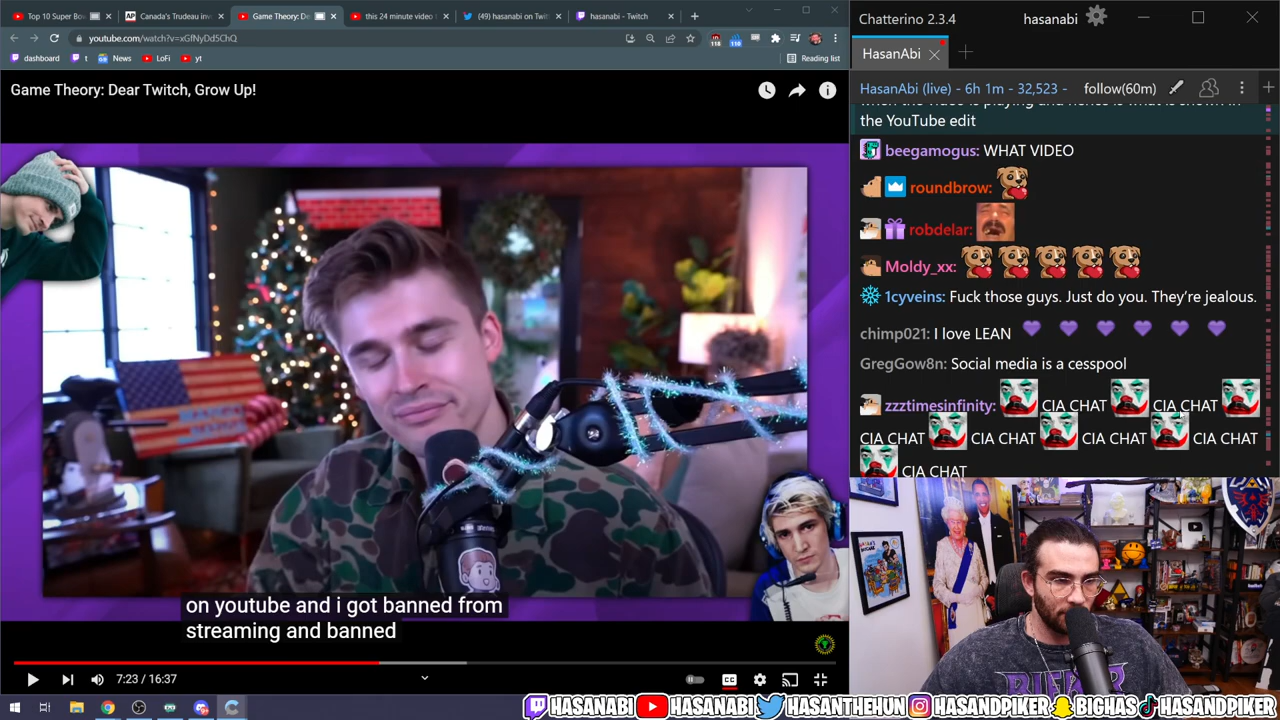 Top 10 Super Bo
Canada's Trudeau inv
Game Theory: De
this 24 minute video
(49) hasanabi on Twit
hasanabi - Twitch
youtube.com/watch?v=xGfNyDd5ChQ
118
110
dashboard
t
News
LoFi
yt
Reading list
Game Theory: Dear Twitch, Grow Up!
on youtube and i got banned from
streaming and banned
7:23 / 16:37
Chatterino 2.3.4
hasanabi
HasanAbi
HasanAbi (live) - 6h 1m - 32,523 -
follow(60m)
the YouTube edit
beegamogus: WHAT VIDEO
roundbrow:
robdelar:
Moldy_xx:
1cyveins: Fuck those guys. Just do you. They're jealous.
chimp021: I love LEAN
GregGow8n: Social media is a cesspool
zzztimesinfinity: CIA CHAT CIA CHAT
CIA CHAT CIA CHAT CIA CHAT CIA CHAT
CIA CHAT
HASANABI
HASANABI
HASANTHEHUN
HASANDPIKER
BIGHAS
HASANDPIKER